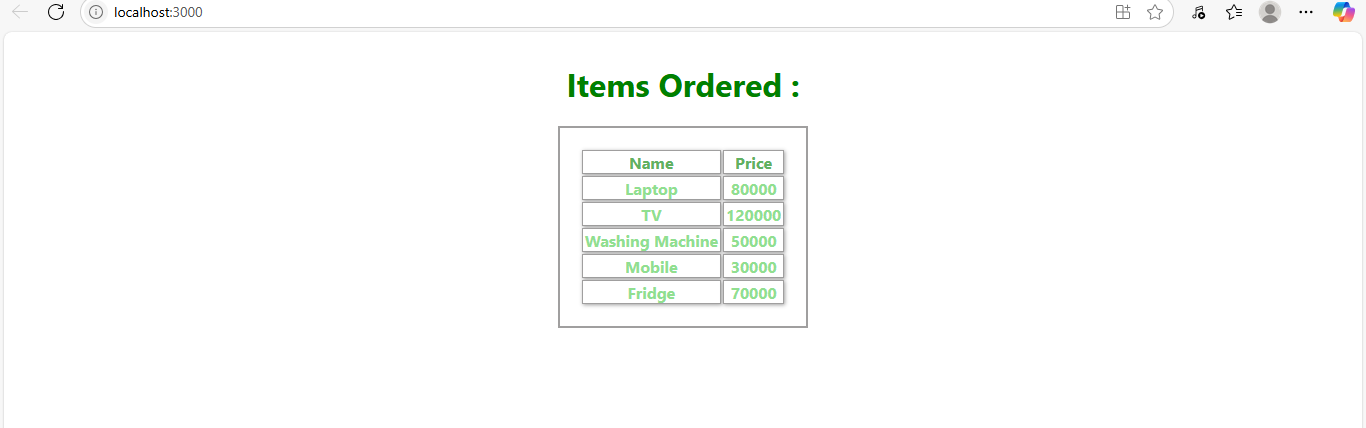 localhost:3000
Items Ordered :
Name Price
Laptop 80000
TV 120000
Washing Machine 50000
Mobile 30000
Fridge 70000